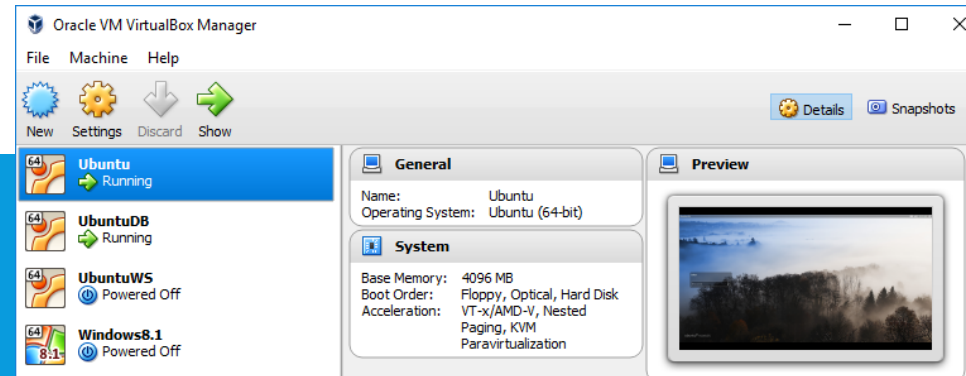 Oracle VM VirtualBox Manager
File Machine Help
New Settings Discard Show
Details Snapshots
64 Ubuntu
Running
64 UbuntuDB
Running
64 UbuntuWS
Powered Off
64 8.1 Windows8.1
Powered Off
General
Name: Ubuntu
Operating System: Ubuntu (64-bit)
System
Base Memory: 4096 MB
Boot Order: Floppy, Optical, Hard Disk
Acceleration: VT-x/AMD-V, Nested
Paging, KVM
Paravirtualization
Preview